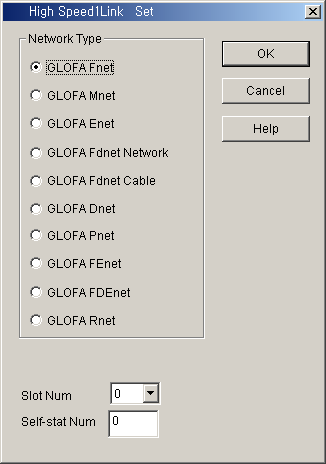 High Speed1Link Set
Network Type
GLOFA Fnet
GLOFA Mnet
GLOFA Enet
GLOFA Fdnet Network
GLOFA Fdnet Cable
GLOFA Dnet
GLOFA Pnet
GLOFA FEnet
GLOFA FDEnet
GLOFA Rnet
OK
Cancel
Help
Slot Num 0
Self-stat Num 0